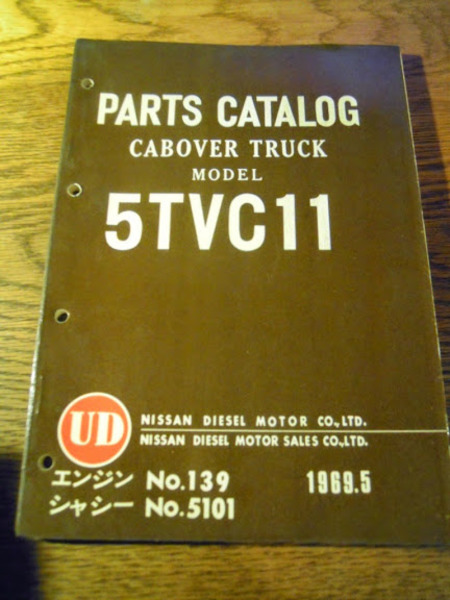 PARTS CATALOG
CABOVER TRUCK
MODEL
5TVC11
UD
NISSAN DIESEL MOTOR CO.,LTD.
NISSAN DIESEL MOTOR SALES CO.,LTD.
エンジン No.139 1969.5
シャシー No.5101